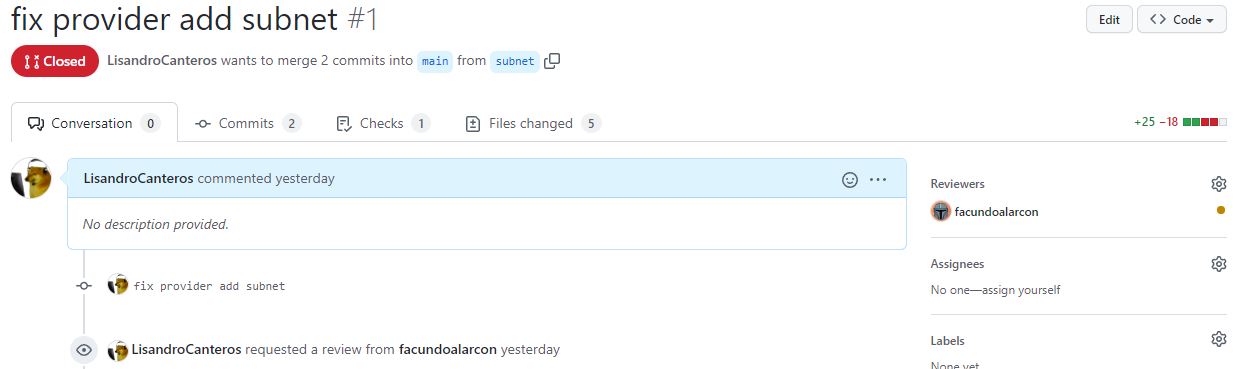 fix provider add subnet #1
Edit
Code
Closed
LisandroCanteros wants to merge 2 commits into main from subnet
Conversation 0
Commits 2
Checks 1
Files changed 5
+25 −18
LisandroCanteros commented yesterday
No description provided.
fix provider add subnet
LisandroCanteros requested a review from facundoalarcon yesterday
Reviewers
facundoalarcon
Assignees
No one—assign yourself
Labels
None yet